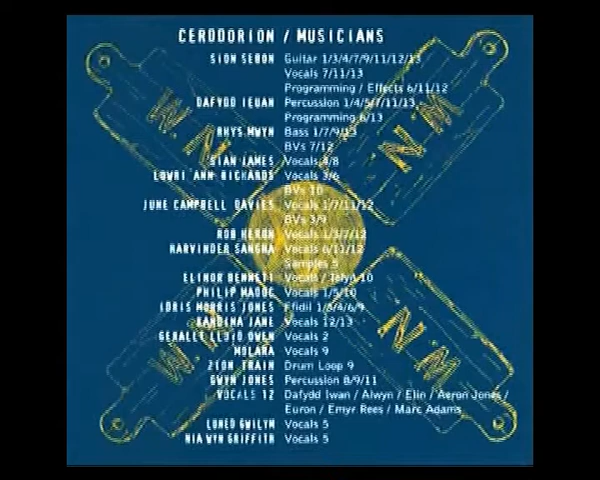 CERDDORION / MUSICIANS
SION SEBON Guitar 1/3/4/7/9/11/12/13
Vocals 7/11/13
Programming / Effects 6/11/12
DAFYDD IEUAN Percussion 1/4/5/7/11/13
Programming 6/13
RHYS MWYN Bass 1/7/9/13
BVs 7/12
SIAN JAMES Vocals 4/8
LOWRI ANN RICHARDS Vocals 3/6
BVs 10
JUNE CAMPBELL DAVIES Vocals 1/7/11/12
BVs 3/9
ROB HERON Vocals 1/3/7/12
HARVINDER SANGHA Vocals 6/11/12
Samples 5
ELINOR BENNETT Vocals / Telyn 10
PHILIP MADOC Vocals 1/5/10
IDRIS MORRIS JONES Ffidil 1/3/4/6/9
KANDINA JANE Vocals 12/13
GERALLT LLOYD OWEN Vocals 2
MOLARA Vocals 9
ZION TRAIN Drum Loop 9
GWYN JONES Percussion 8/9/11
VOCALS 12 Dafydd Iwan / Alwyn / Elin / Aeron Jones /
Euron / Emyr Rees / Marc Adams
LUNED GWILYM Vocals 5
NIA WYN GRIFFITH Vocals 5
W.N
N.M
W.N
N.M